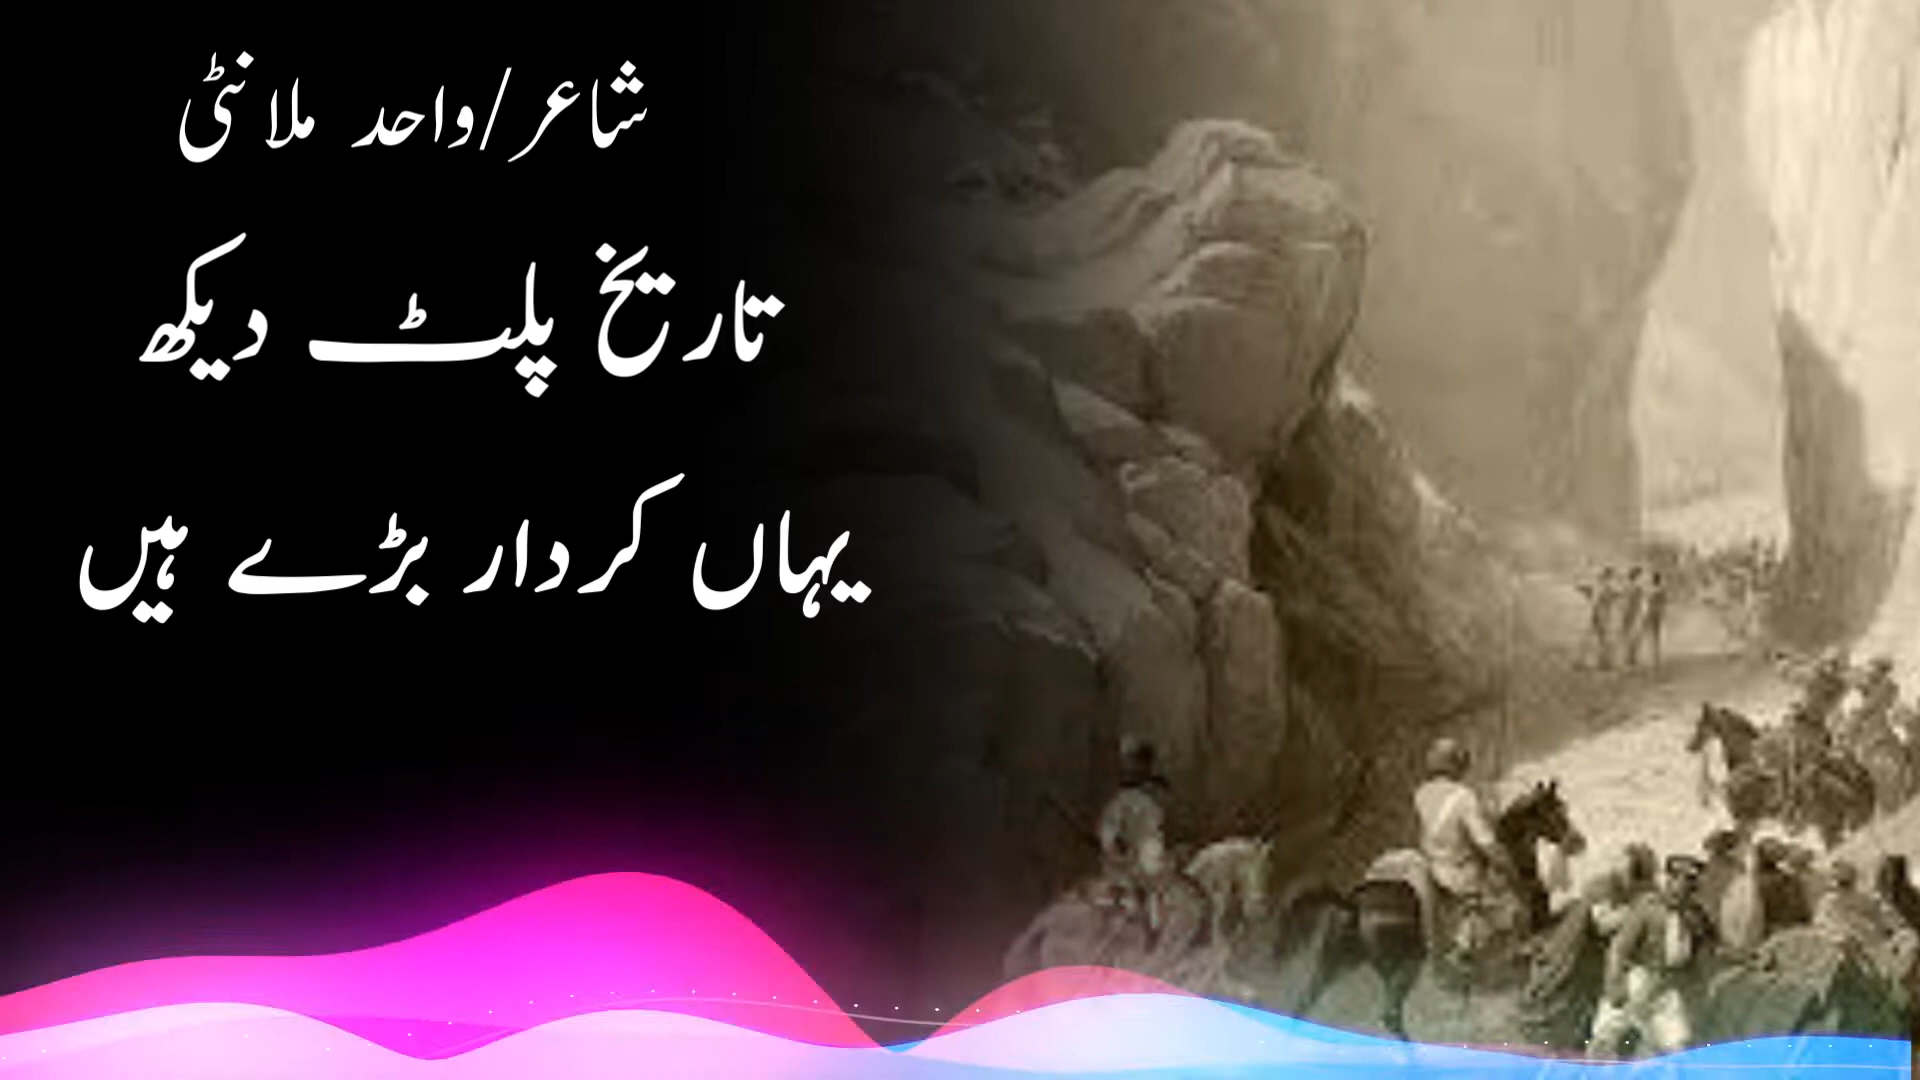 شاعر/واحد ملانٹی
تاریخ پلٹ دیکھ
یہاں کردار بڑے ہیں